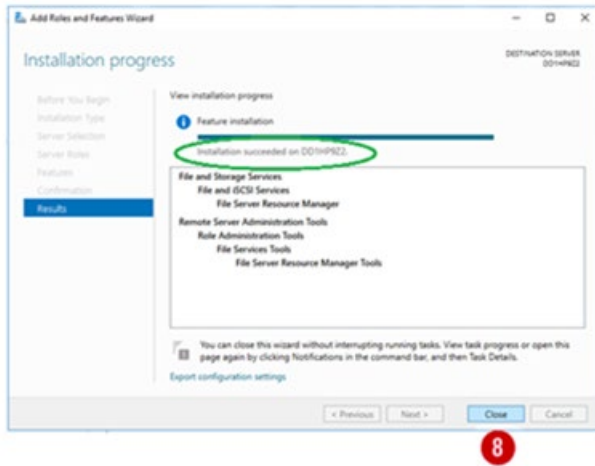 Add Roles and Features Wizard
Installation progress
DESTINATION SERVER
DD1HP9Z2
Before You Begin
Installation Type
Server Selection
Server Roles
Features
Confirmation
Results
View installation progress
Feature installation
Installation succeeded on DD1HP9Z2.
File and Storage Services
File and iSCSI Services
File Server Resource Manager
Remote Server Administration Tools
Role Administration Tools
File Services Tools
File Server Resource Manager Tools
You can close this wizard without interrupting running tasks. View task progress or open this
page again by clicking Notifications in the command bar, and then Task Details.
Export configuration settings
< Previous
Next >
Close
Cancel
8